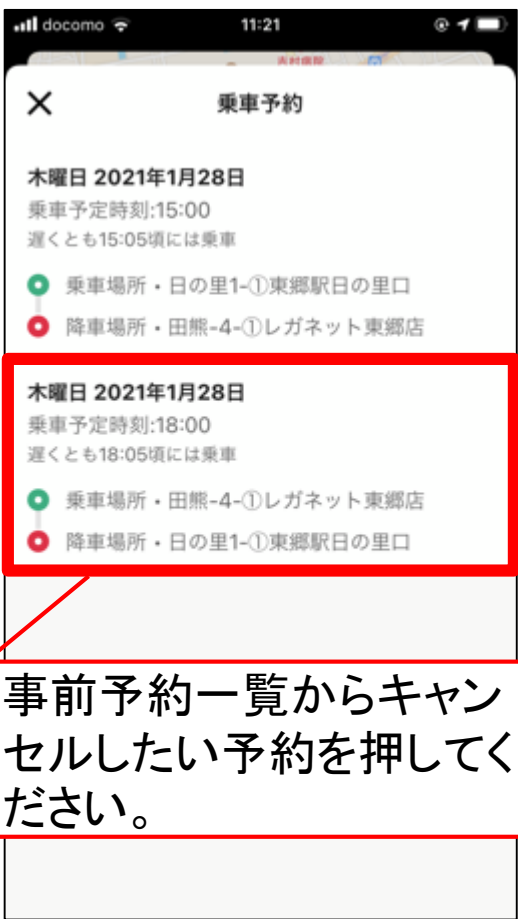 docomo 11:21
吉村病院
乗車予約
木曜日 2021年1月28日
乗車予定時刻:15:00
遅くとも15:05頃には乗車
乗車場所・日の里1-①東郷駅日の里口
降車場所・田熊-4-①レガネット東郷店
木曜日 2021年1月28日
乗車予定時刻:18:00
遅くとも18:05頃には乗車
乗車場所・田熊-4-①レガネット東郷店
降車場所・日の里1-①東郷駅日の里口
事前予約一覧からキャン
セルしたい予約を押してく
ださい。